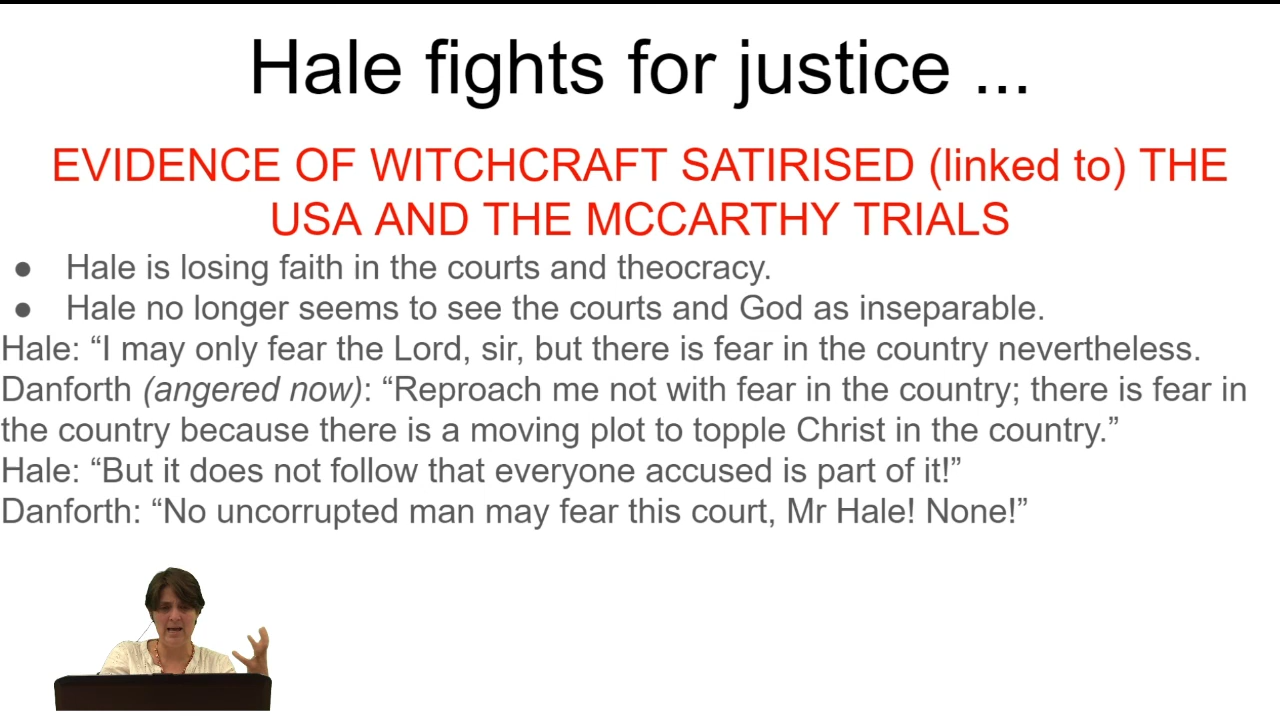 Hale fights for justice ...
EVIDENCE OF WITCHCRAFT SATIRISED (linked to) THE
USA AND THE MCCARTHY TRIALS
● Hale is losing faith in the courts and theocracy.
● Hale no longer seems to see the courts and God as inseparable.
Hale: “I may only fear the Lord, sir, but there is fear in the country nevertheless.
Danforth (angered now): “Reproach me not with fear in the country; there is fear in
the country because there is a moving plot to topple Christ in the country.”
Hale: “But it does not follow that everyone accused is part of it!”
Danforth: “No uncorrupted man may fear this court, Mr Hale! None!”